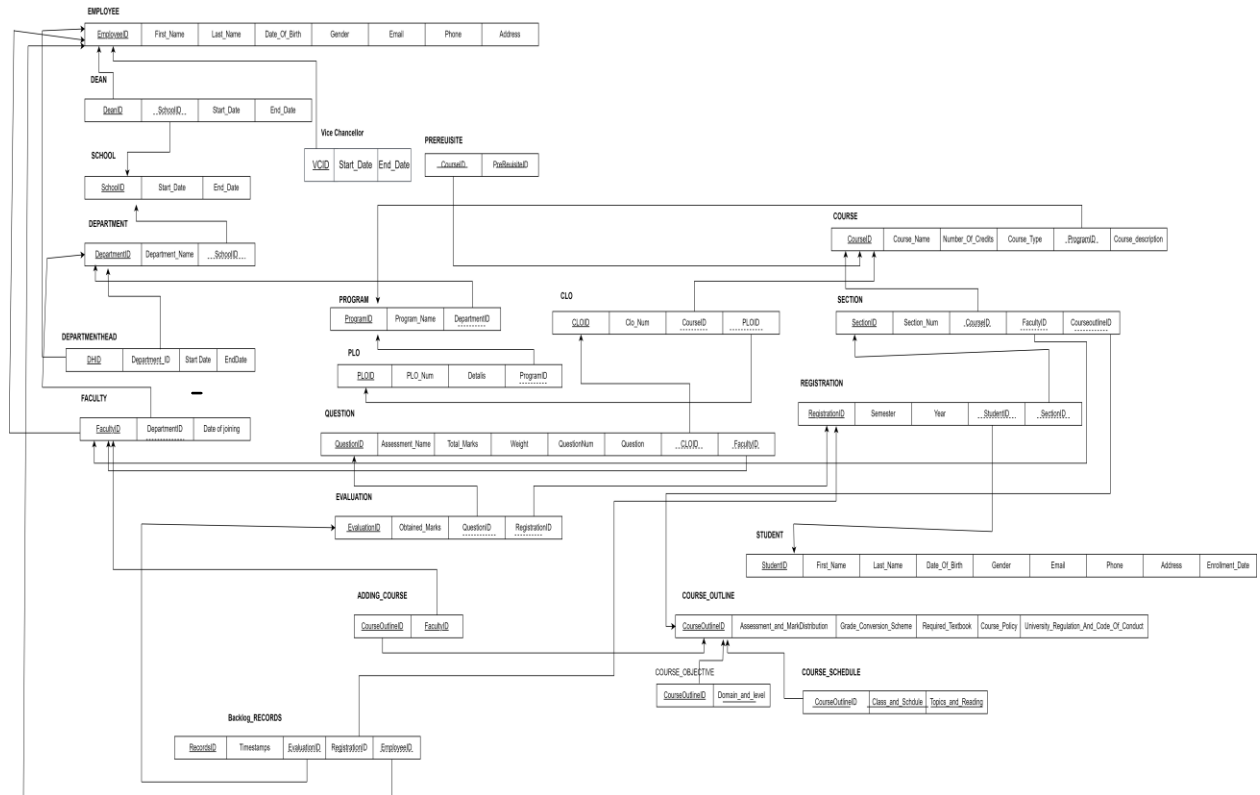 EMPLOYEE
EmployeeID First_Name Last_Name Date_Of_Birth Gender Email Phone Address
DEAN
DeanID SchoolID Start_Date End_Date
Vice Chancellor
VCID Start_Date End_Date
PREREUISITE
CourseID PreReuisiteID
SCHOOL
SchoolID Start_Date End_Date
COURSE
CourseID Course_Name Number_Of_Credits Course_Type ProgramID Course_description
DEPARTMENT
DepartmentID Department_Name SchoolID
PROGRAM
ProgramID Program_Name DepartmentID
CLO
CLOID Clo_Num CourseID PLOID
SECTION
SectionID Section_Num CourseID FacultyID CourseoutlineID
DEPARTMENTHEAD
DHID Department_ID Start Date EndDate
PLO
PLOID PLO_Num Detalis ProgramID
FACULTY
FacultyID DepartmentID Date of joining
REGISTRATION
RegistrationID Semester Year StudentID SectionID
QUESTION
QuestionID Assessment_Name Total_Marks Weight QuestionNum Question CLOID FacultyID
EVALUATION
EvaluationID Obtained_Marks QuestionID RegistrationID
STUDENT
StudentID First_Name Last_Name Date_Of_Birth Gender Email Phone Address Enrollment_Date
ADDING_COURSE
CourseOutlineID FacultyID
COURSE_OUTLINE
CourseOutlineID Assessment_and_MarkDistribution Grade_Conversion_Scheme Required_Textbook Course_Policy University_Regulation_And_Code_Of_Conduct
COURSE_OBJECTIVE
CourseOutlineID Domain_and_level
COURSE_SCHEDULE
CourseOutlineID Class_and_Schdule Topics_and_Reading
Backlog_RECORDS
RecordsID Timestamps EvaluationID RegistrationID EmployeeID